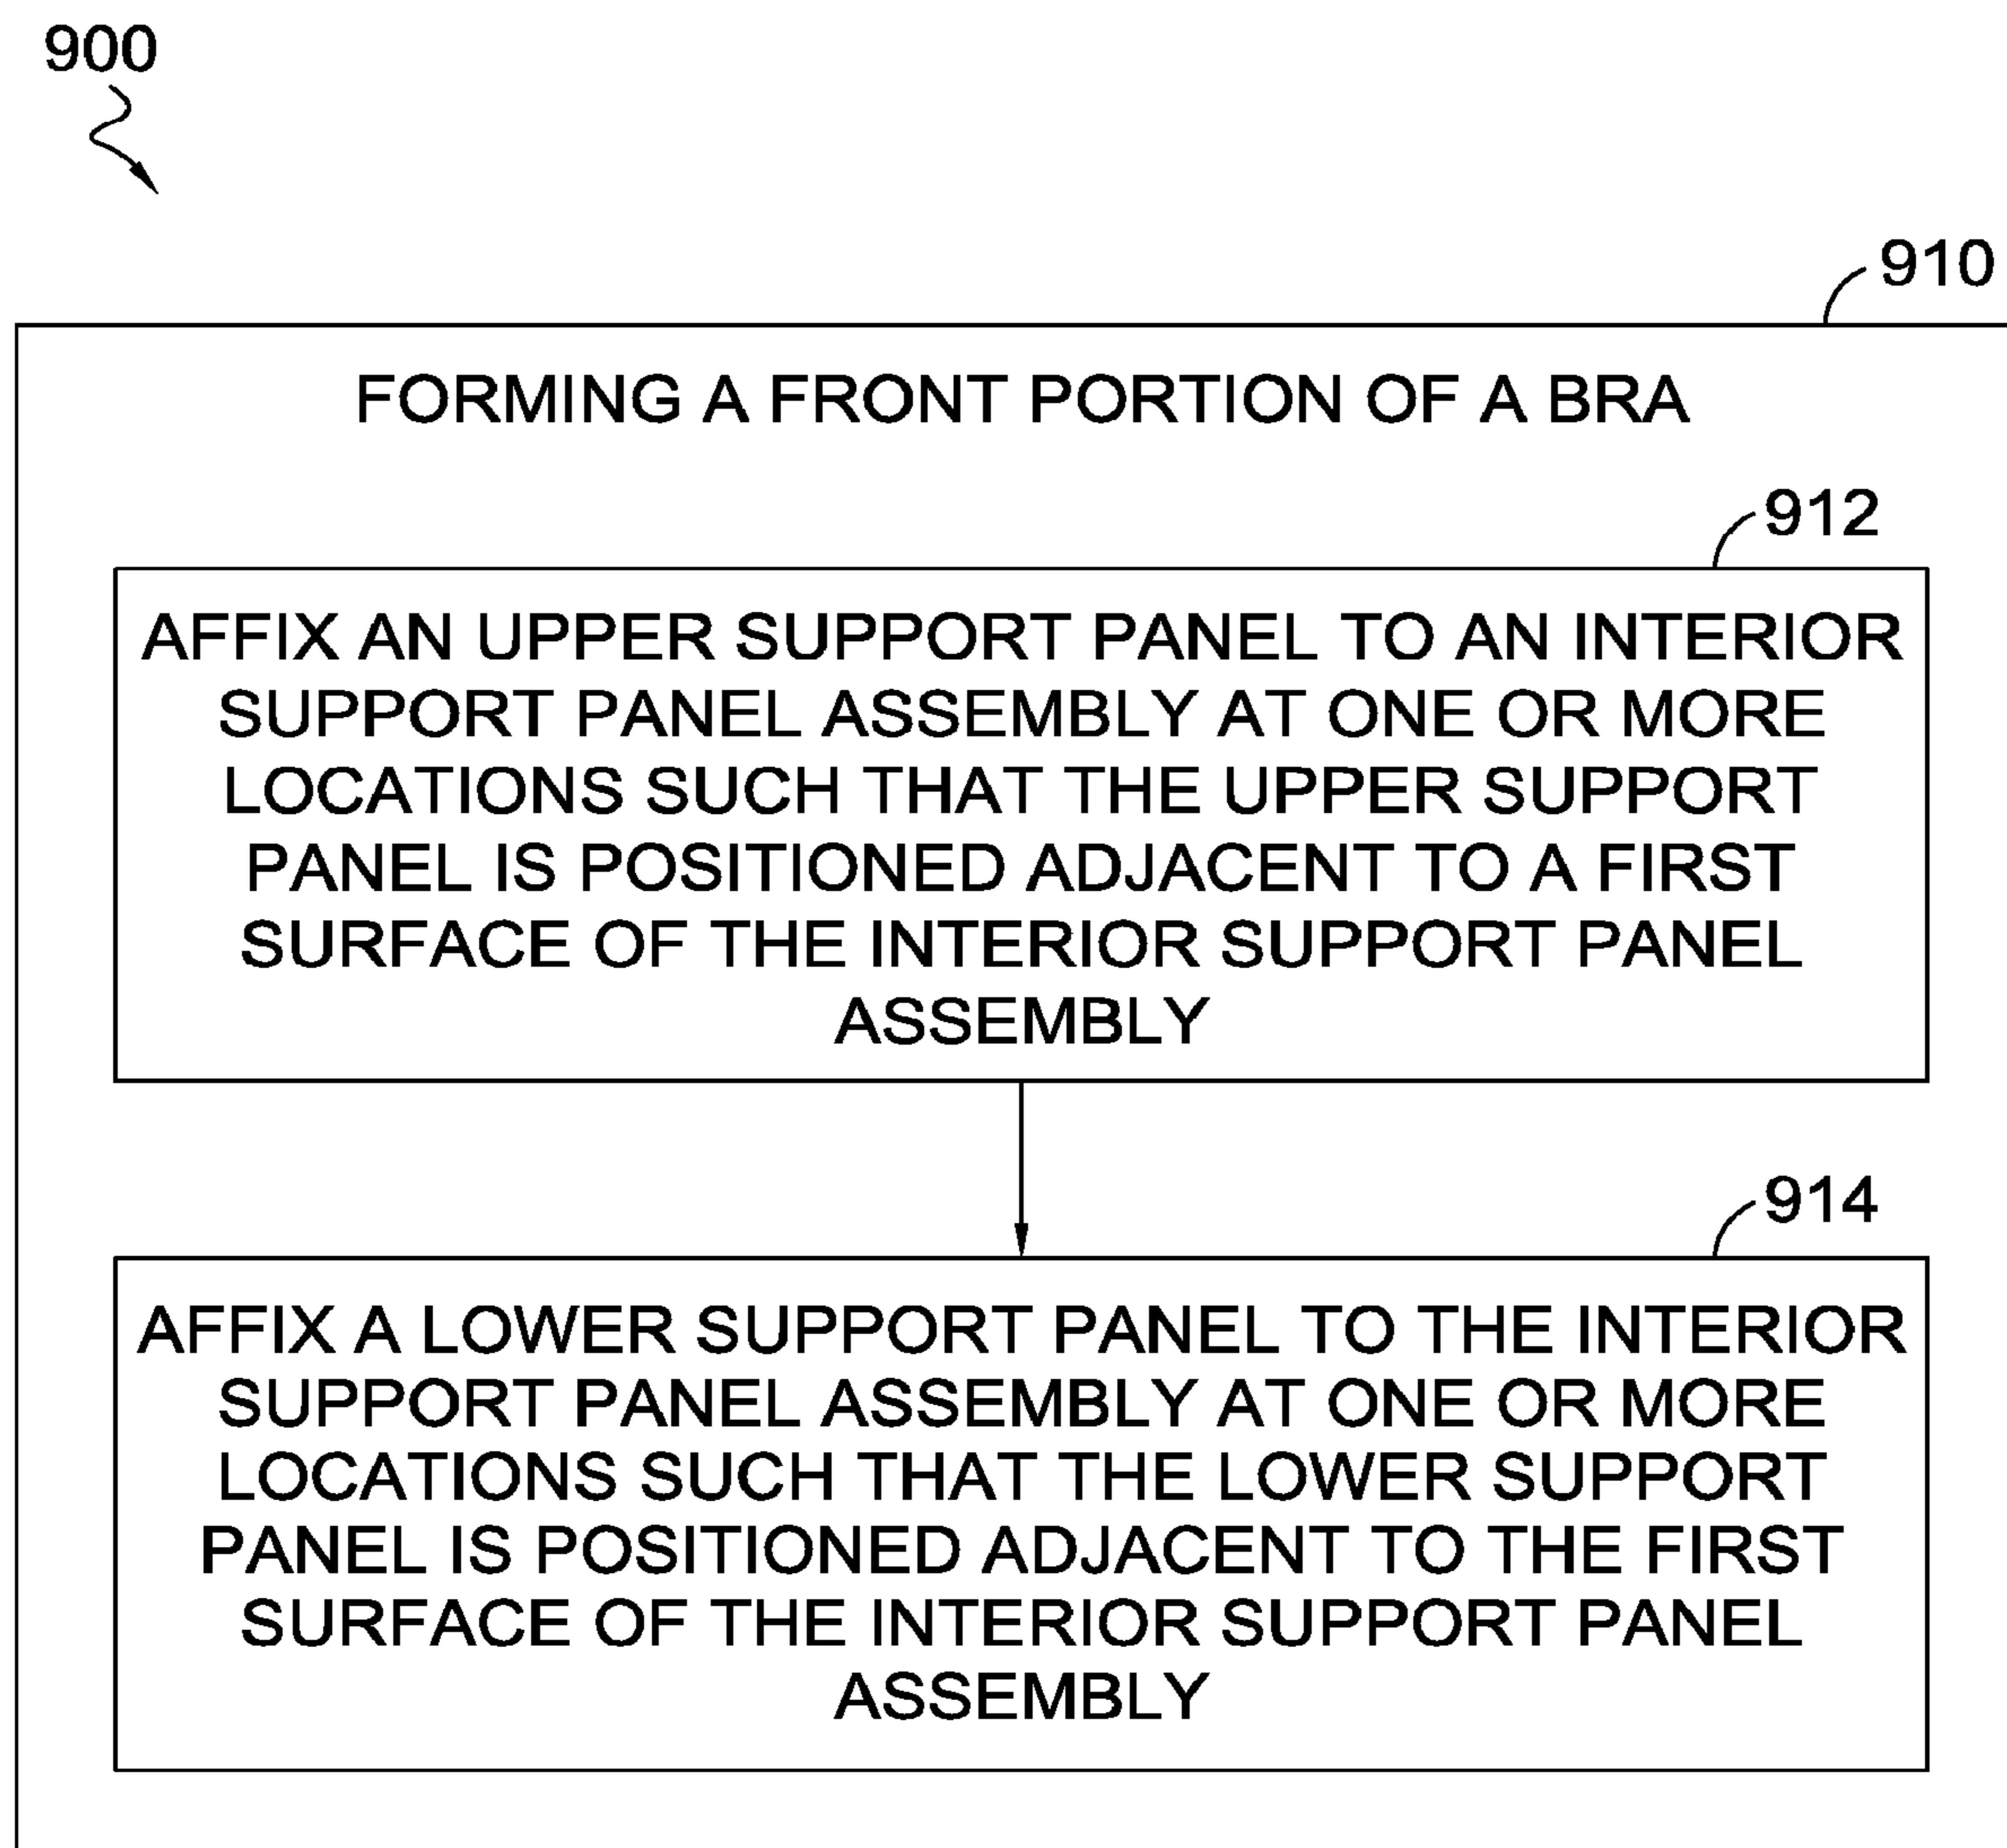 900
910
FORMING A FRONT PORTION OF A BRA
912
AFFIX AN UPPER SUPPORT PANEL TO AN INTERIOR
SUPPORT PANEL ASSEMBLY AT ONE OR MORE
LOCATIONS SUCH THAT THE UPPER SUPPORT
PANEL IS POSITIONED ADJACENT TO A FIRST
SURFACE OF THE INTERIOR SUPPORT PANEL
ASSEMBLY
914
AFFIX A LOWER SUPPORT PANEL TO THE INTERIOR
SUPPORT PANEL ASSEMBLY AT ONE OR MORE
LOCATIONS SUCH THAT THE LOWER SUPPORT
PANEL IS POSITIONED ADJACENT TO THE FIRST
SURFACE OF THE INTERIOR SUPPORT PANEL
ASSEMBLY